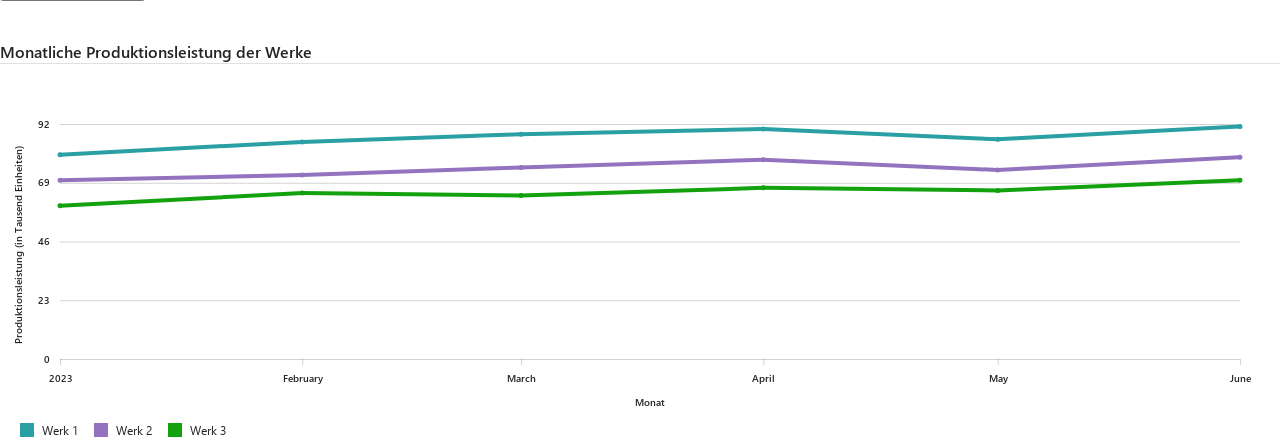 Monatliche Produktionsleistung der Werke
Produktionsleistung (in Tausend Einheiten)
92
69
46
23
0
2023 February March April May June
Monat
Werk 1 Werk 2 Werk 3